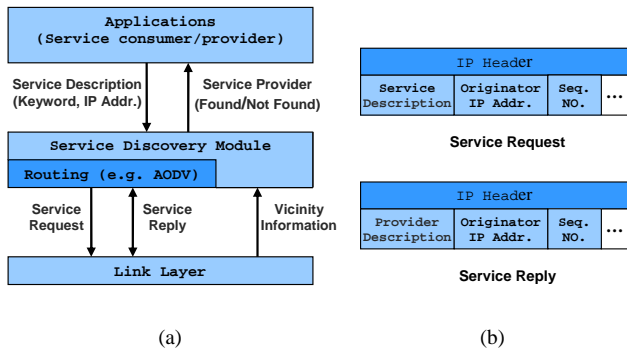 Applications
(Service consumer/provider)
Service Description
(Keyword, IP Addr.)
Service Provider
(Found/Not Found)
Service Discovery Module
Routing (e.g. AODV)
Service
Request
Service
Reply
Vicinity
Information
Link Layer
(a)
IP Header
Service
Description
Originator
IP Addr.
Seq.
NO.
...
Service Request
IP Header
Provider
Description
Originator
IP Addr.
Seq.
NO.
...
Service Reply
(b)